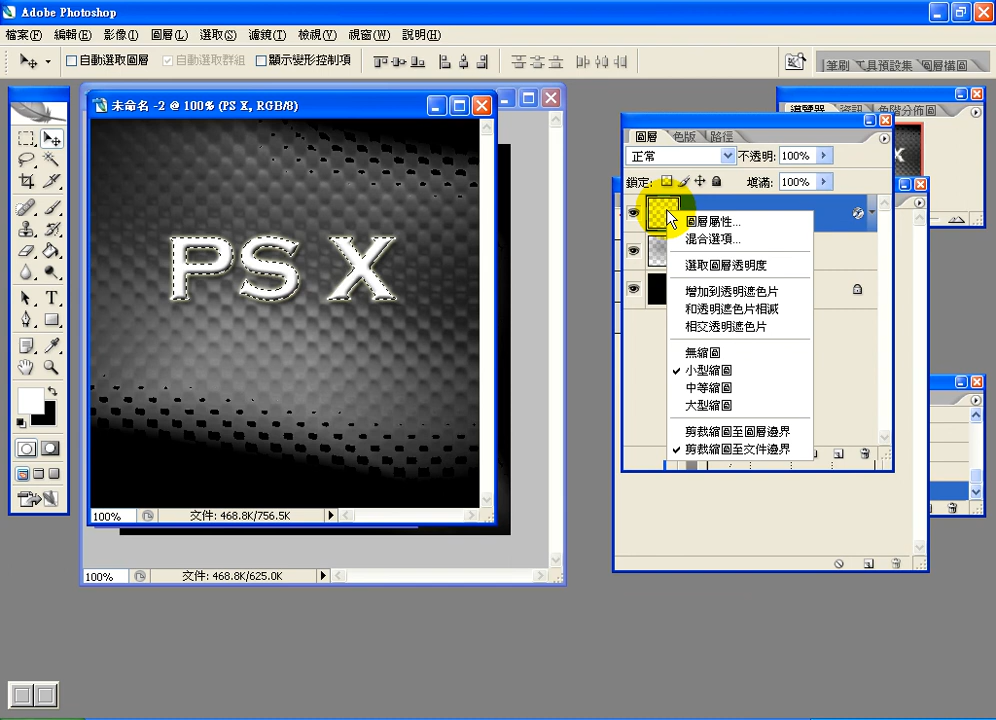 Adobe Photoshop
檔案(F) 編輯(E) 影像(I) 圖層(L) 選取(S) 濾鏡(T) 檢視(V) 視窗(W) 說明(H)
自動選取圖層 自動選取群組 顯示變形控制項
筆刷 工具預設集 圖層構圖
未命名 -2 @ 100% (PS X, RGB/8)
導覽器 資訊 色階分佈圖
圖層 色版 路徑
正常 不透明: 100%
鎖定: 填滿: 100%
圖層屬性...
混合選項...
選取圖層透明度
增加到透明遮色片
和透明遮色片相減
相交透明遮色片
無縮圖
小型縮圖
中等縮圖
大型縮圖
剪裁縮圖至圖層邊界
剪裁縮圖至文件邊界
PS X
T
100% 文件: 468.8K/756.5K
100% 文件: 468.8K/625.0K